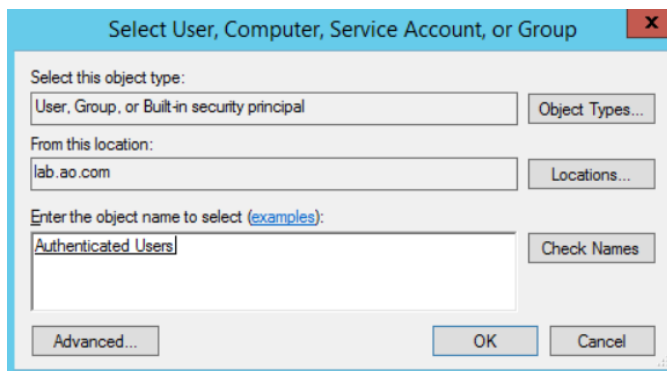 Select User, Computer, Service Account, or Group
x
Select this object type:
User, Group, or Built-in security principal
Object Types...
From this location:
lab.ao.com
Locations...
Enter the object name to select (examples):
Authenticated Users
Check Names
Advanced...
OK
Cancel